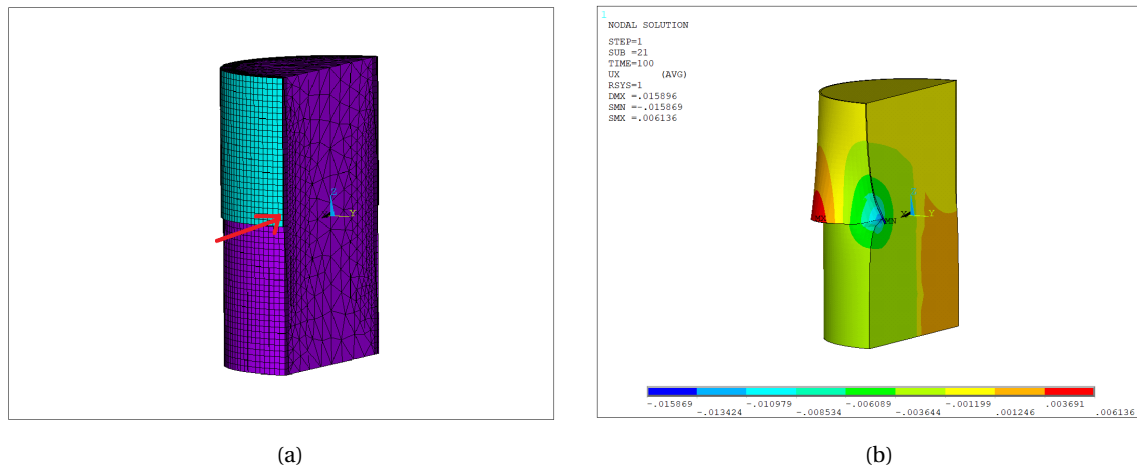 Z
Y
1
NODAL SOLUTION
STEP=1
SUB =21
TIME=100
UX (AVG)
RSYS=1
DMX =.015896
SMN =-.015869
SMX =.006136
Z
X Y
MX
MN
-.015869 -.010979 -.006089 -.001199 .003691
-.013424 -.008534 -.003644 .001246 .006136
(a)
(b)